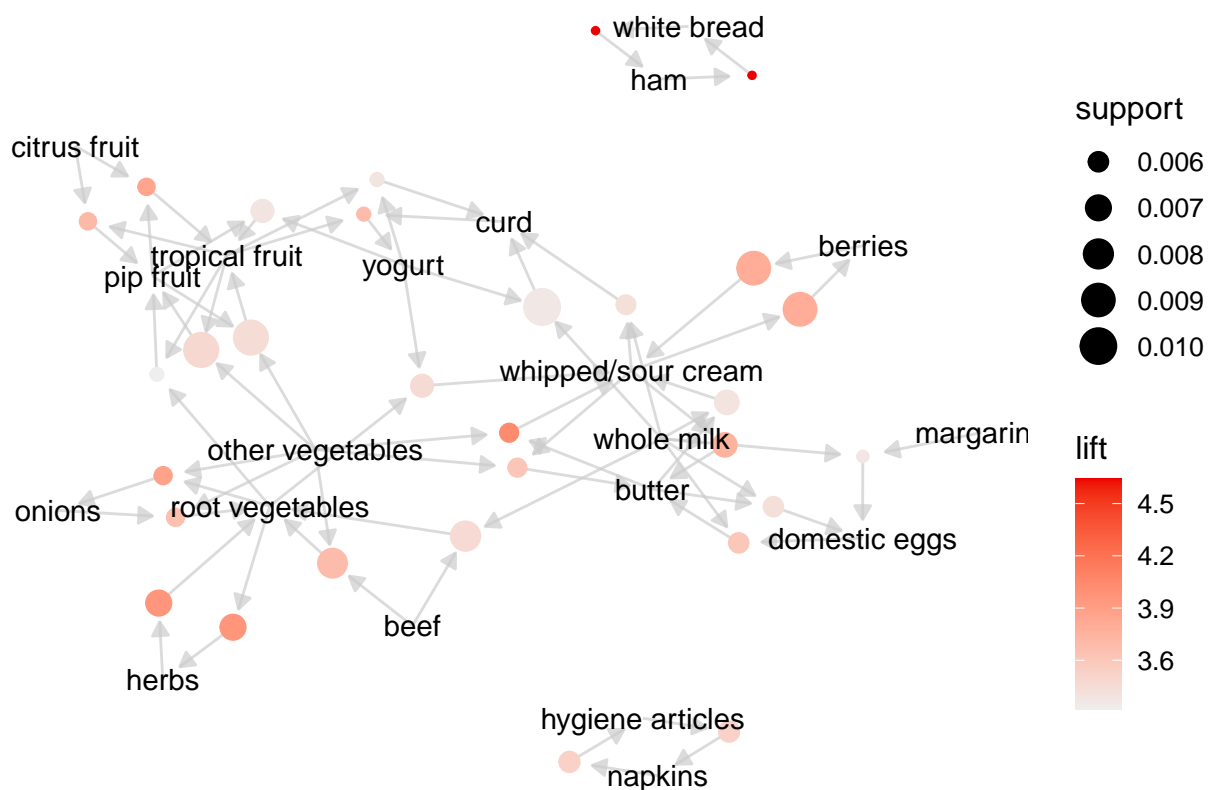 white bread
ham
citrus fruit
curd
tropical fruit
pip fruit
yogurt
berries
whipped/sour cream
whole milk
margarin
other vegetables
butter
onions
root vegetables
domestic eggs
beef
herbs
hygiene articles
napkins
support
0.006
0.007
0.008
0.009
0.010
lift
4.5
4.2
3.9
3.6